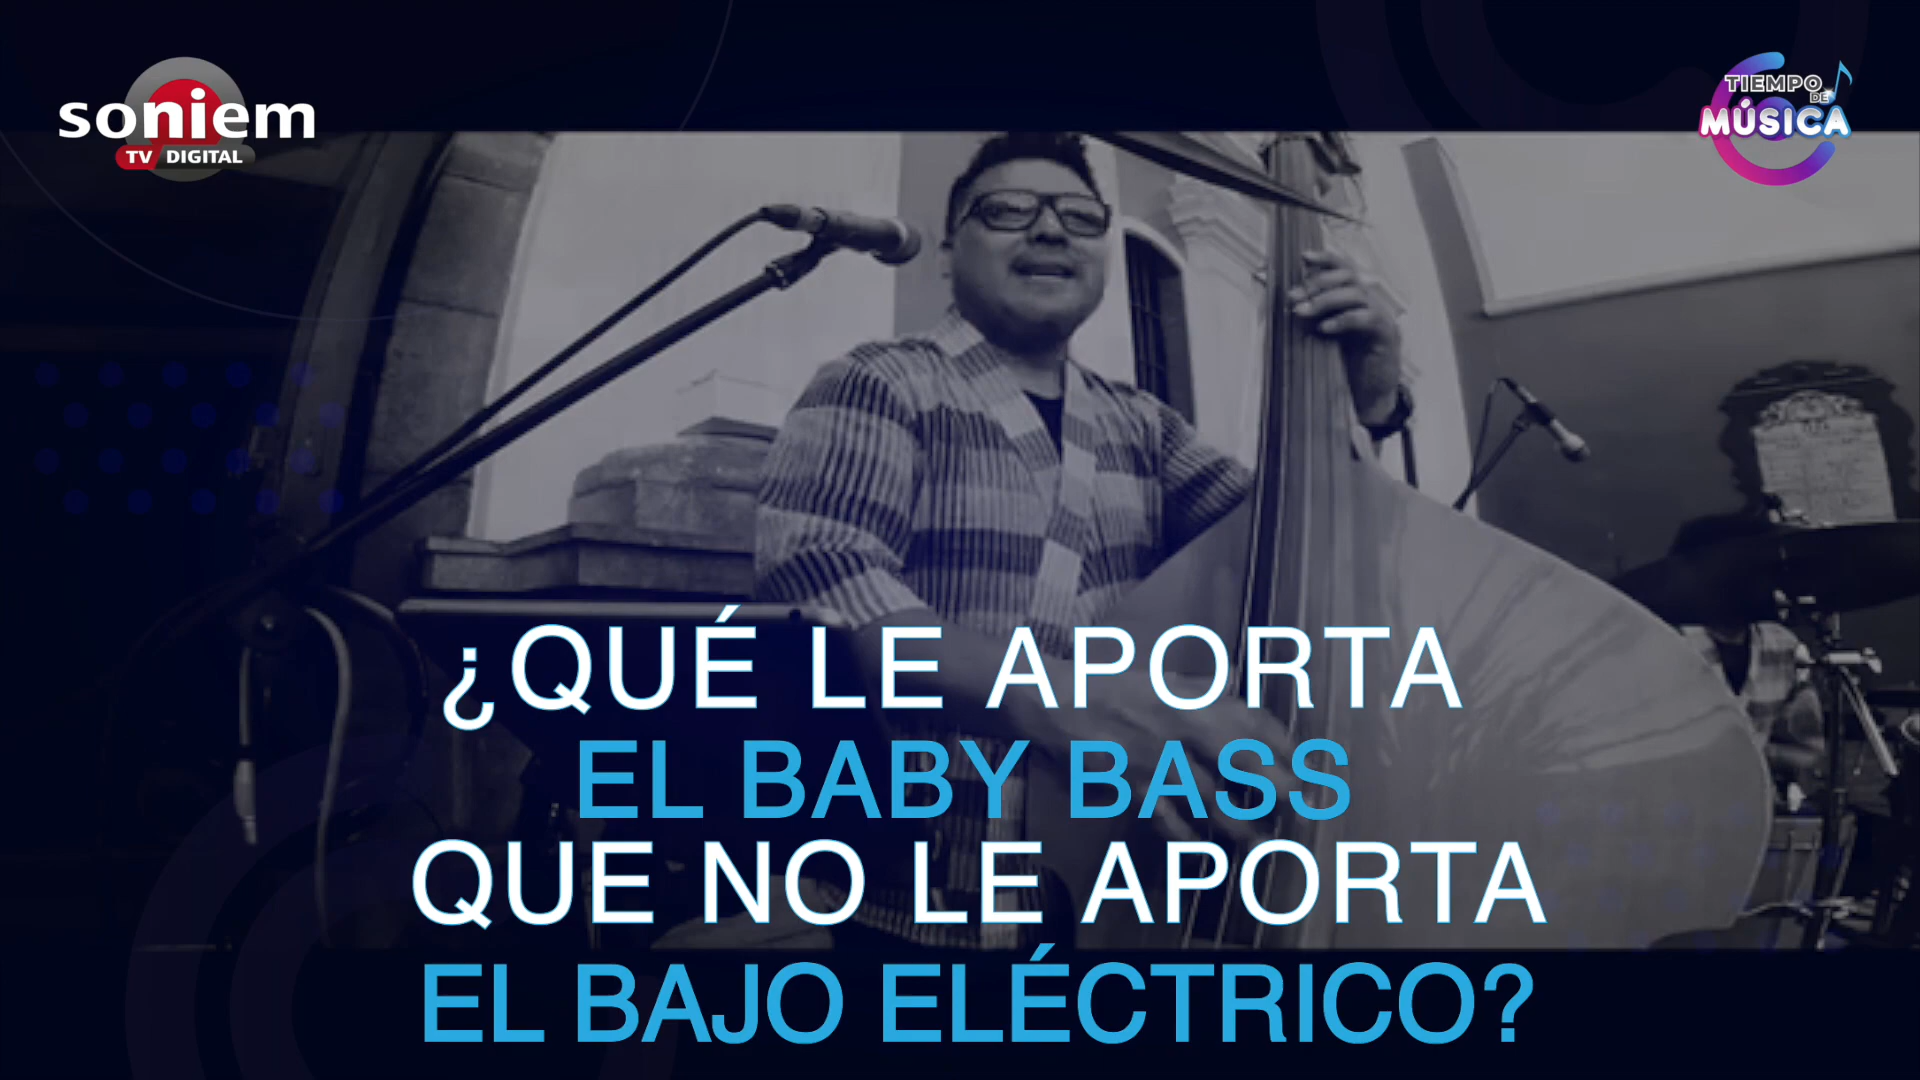 soniem
TV DIGITAL
TIEMPO
DE
MÚSICA
¿QUÉ LE APORTA
EL BABY BASS
QUE NO LE APORTA
EL BAJO ELÉCTRICO?